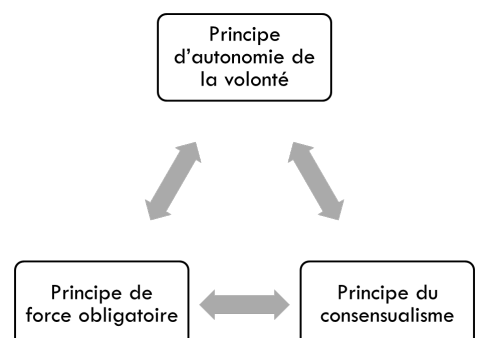 Principe
d'autonomie de
la volonté
Principe de
force obligatoire
Principe du
consensualisme